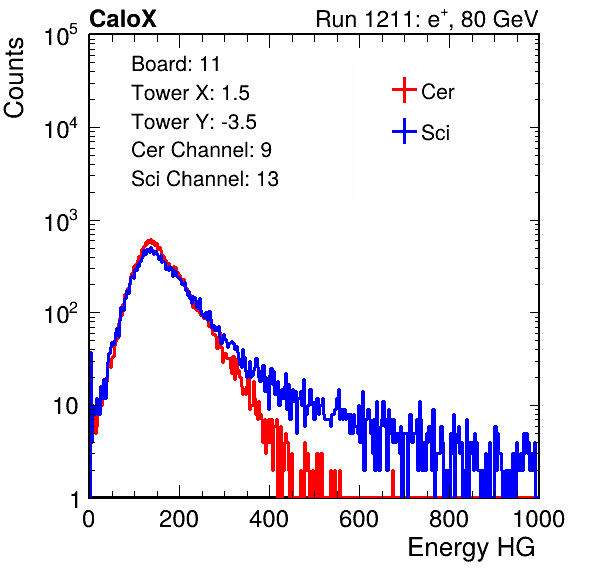 CaloX Run 1211: e⁺, 80 GeV
Counts
10⁵
10⁴
10³
10²
10
1
Board: 11
Tower X: 1.5
Tower Y: -3.5
Cer Channel: 9
Sci Channel: 13
Cer
Sci
0 200 400 600 800 1000
Energy HG